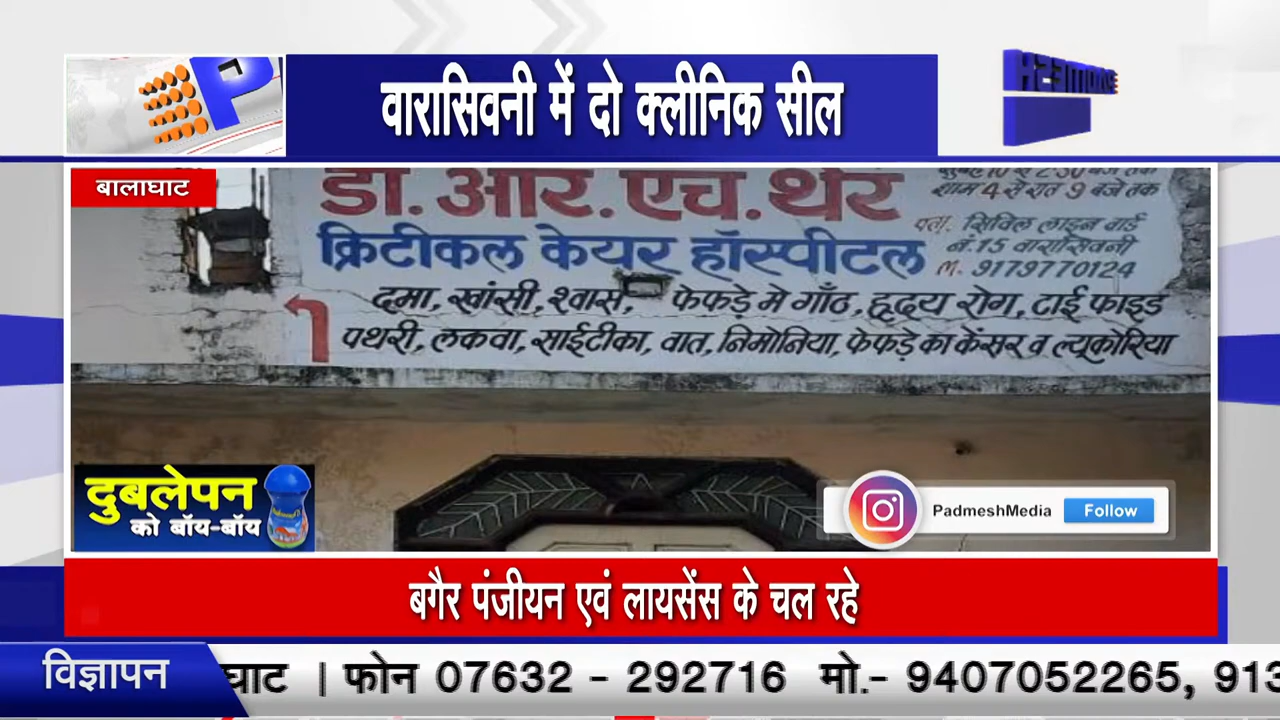 वारासिवनी में दो क्लीनिक सील
बालाघाट
डॉ.आर.एच.थेर
शाम 4 से रात 9 बजे तक
क्रिटीकल केयर हॉस्पीटल
पता. सिविल लाइन वार्ड
नं.15 वारासिवनी
M. 9179770124
दमा, खांसी, श्वास, फेफड़े मे गाँठ, हृदय रोग, टाई फाइड
पथरी, लकवा, साईटीका, वात, निमोनिया, फेफड़े का केंसर व ल्यूकोरिया
दुबलेपन
को बॉय-बॉय
PadmeshMedia
Follow
बगैर पंजीयन एवं लायसेंस के चल रहे
विज्ञापन
घाट | फोन 07632 - 292716 मो.- 9407052265, 913